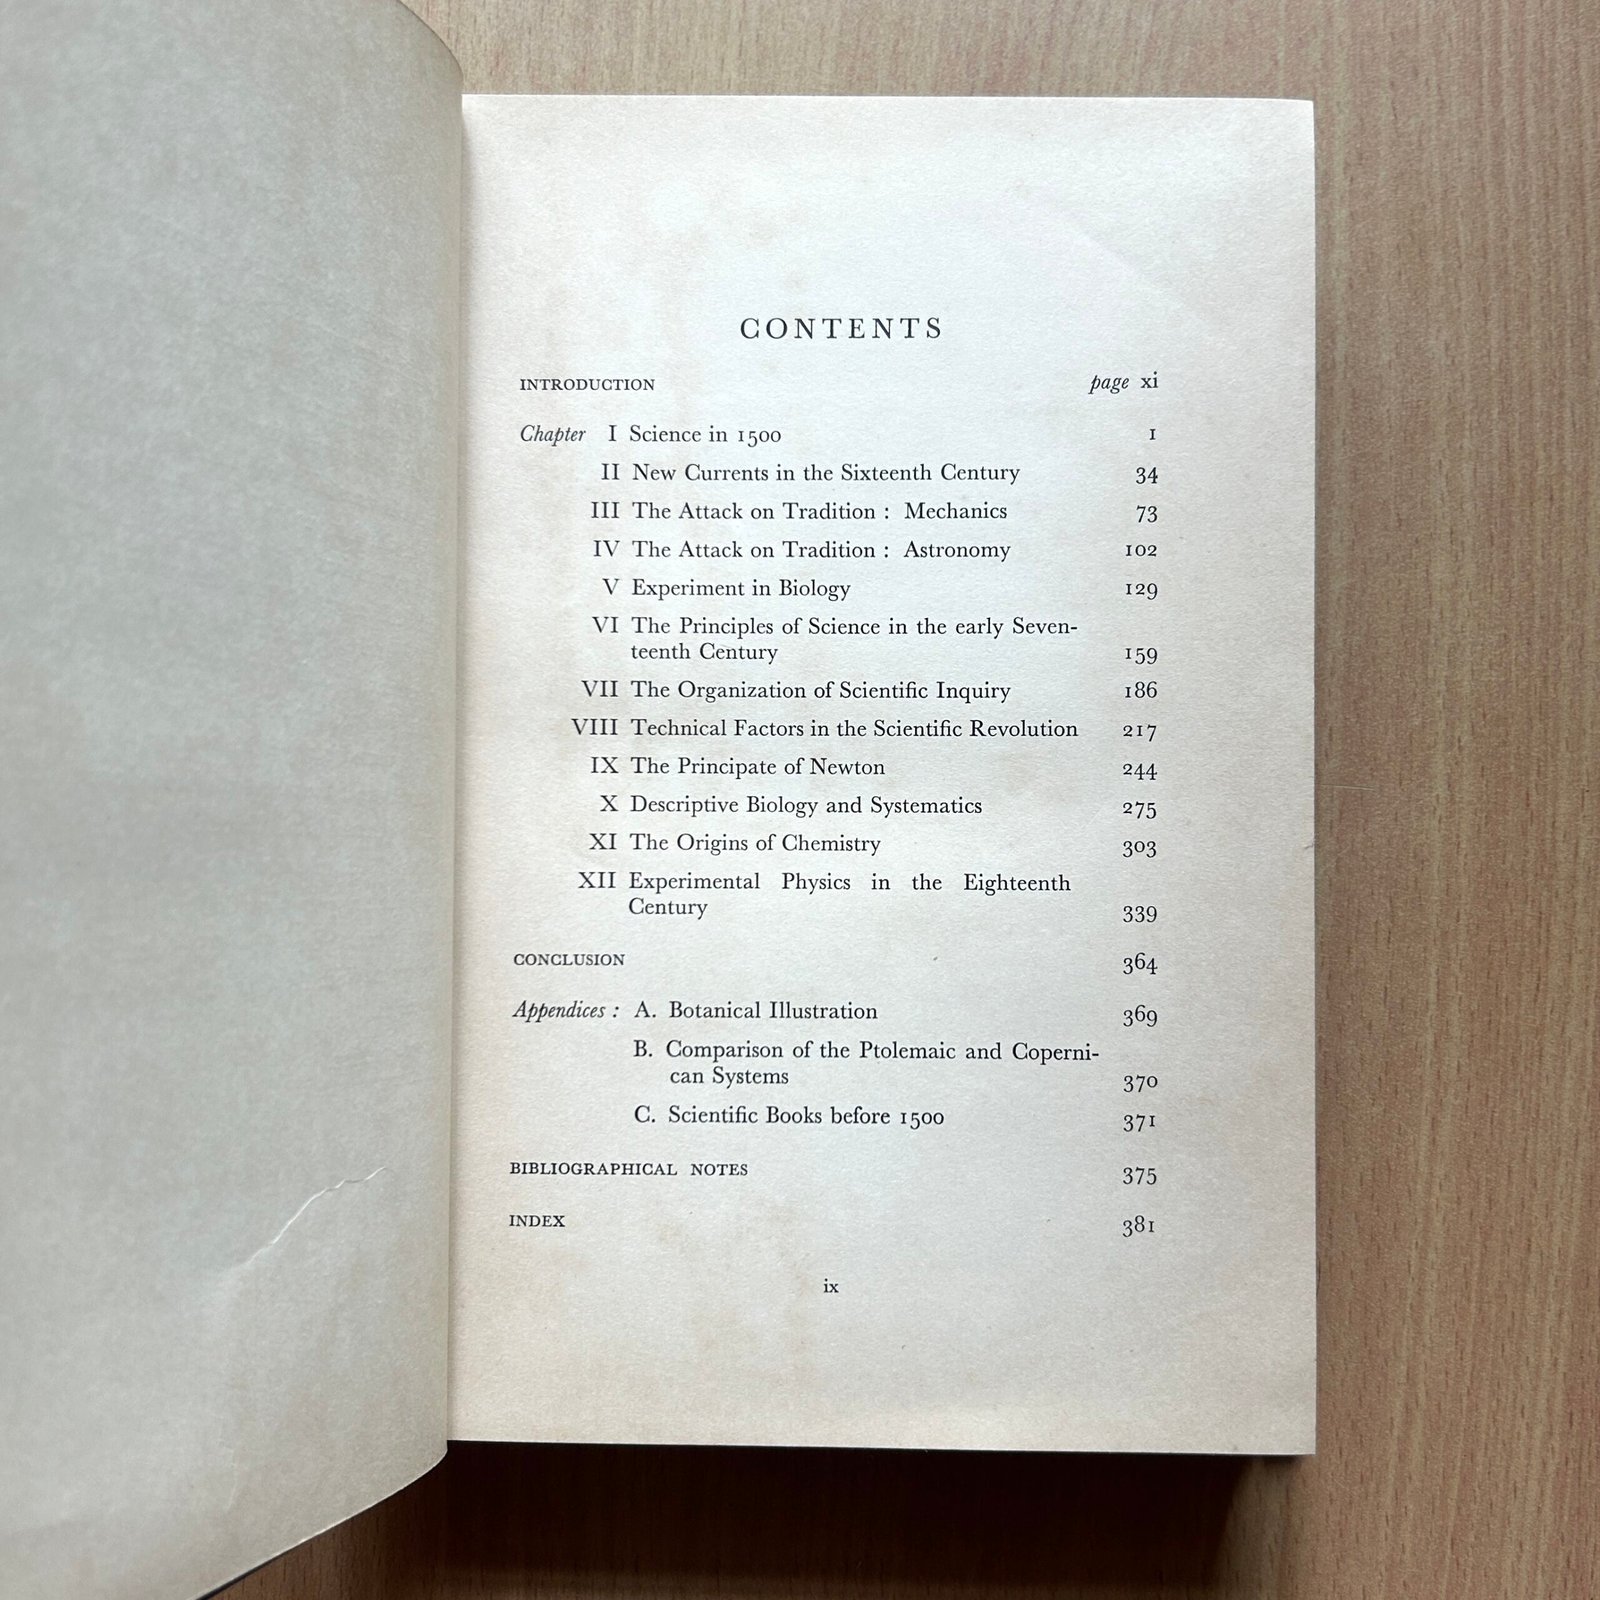 CONTENTS
INTRODUCTION page xi
Chapter I Science in 1500 1
II New Currents in the Sixteenth Century 34
III The Attack on Tradition : Mechanics 73
IV The Attack on Tradition : Astronomy 102
V Experiment in Biology 129
VI The Principles of Science in the early Seven-
teenth Century 159
VII The Organization of Scientific Inquiry 186
VIII Technical Factors in the Scientific Revolution 217
IX The Principate of Newton 244
X Descriptive Biology and Systematics 275
XI The Origins of Chemistry 303
XII Experimental Physics in the Eighteenth
Century 339
CONCLUSION 364
Appendices : A. Botanical Illustration 369
B. Comparison of the Ptolemaic and Coperni-
can Systems 370
C. Scientific Books before 1500 371
BIBLIOGRAPHICAL NOTES 375
INDEX 381
ix